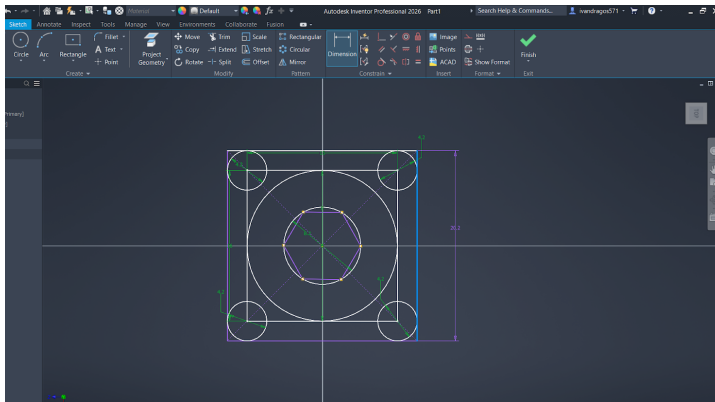 Material
Default
Autodesk Inventor Professional 2026 Part1
Search Help & Commands...
ivandragos571
Sketch Annotate Inspect Tools Manage View Environments Collaborate Fusion
Circle Arc Rectangle
Fillet
Text
Point
Project Geometry
Move Trim Scale
Copy Extend Stretch
Rotate Split Offset
Rectangular
Circular
Mirror
Dimension
Image
Points
ACAD
Show Format
Finish
Create Modify Pattern Constrain Insert Format Exit
Primary]